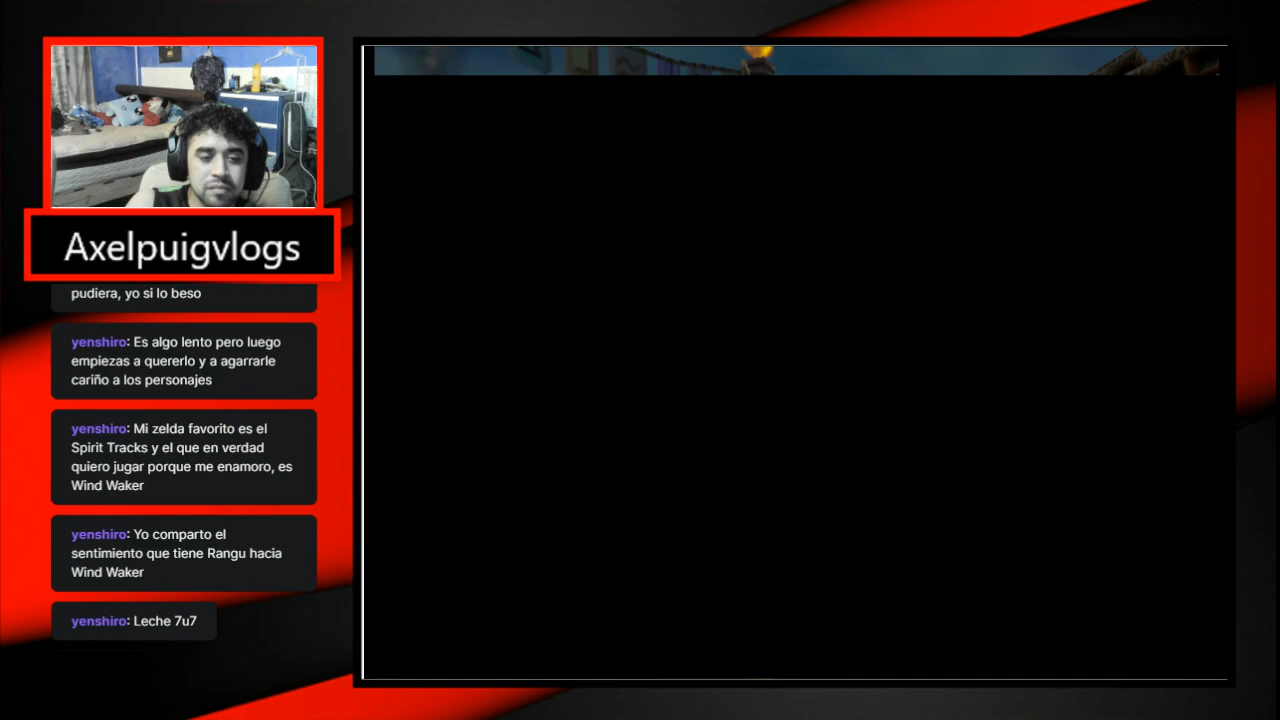 Axelpuigvlogs
pudiera, yo si lo beso
yenshiro: Es algo lento pero luego
empiezas a quererlo y a agarrarle
cariño a los personajes
yenshiro: Mi zelda favorito es el
Spirit Tracks y el que en verdad
quiero jugar porque me enamoro, es
Wind Waker
yenshiro: Yo comparto el
sentimiento que tiene Rangu hacia
Wind Waker
yenshiro: Leche 7u7